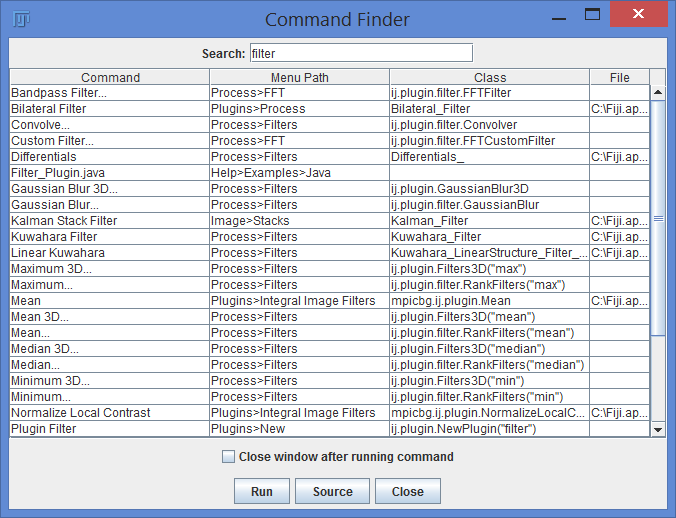 Command Finder
Search: filter
Command Menu Path Class File
Bandpass Filter... Process>FFT ij.plugin.filter.FFTFilter
Bilateral Filter Plugins>Process Bilateral_Filter C:\Fiji.ap...
Convolve... Process>Filters ij.plugin.filter.Convolver
Custom Filter... Process>FFT ij.plugin.filter.FFTCustomFilter
Differentials Process>Filters Differentials_ C:\Fiji.ap...
Filter_Plugin.java Help>Examples>Java
Gaussian Blur 3D... Process>Filters ij.plugin.GaussianBlur3D
Gaussian Blur... Process>Filters ij.plugin.filter.GaussianBlur
Kalman Stack Filter Image>Stacks Kalman_Filter C:\Fiji.ap...
Kuwahara Filter Process>Filters Kuwahara_Filter C:\Fiji.ap...
Linear Kuwahara Process>Filters Kuwahara_LinearStructure_Filter_... C:\Fiji.ap...
Maximum 3D... Process>Filters ij.plugin.Filters3D("max")
Maximum... Process>Filters ij.plugin.filter.RankFilters("max")
Mean Plugins>Integral Image Filters mpicbg.ij.plugin.Mean C:\Fiji.ap...
Mean 3D... Process>Filters ij.plugin.Filters3D("mean")
Mean... Process>Filters ij.plugin.filter.RankFilters("mean")
Median 3D... Process>Filters ij.plugin.Filters3D("median")
Median... Process>Filters ij.plugin.filter.RankFilters("median")
Minimum 3D... Process>Filters ij.plugin.Filters3D("min")
Minimum... Process>Filters ij.plugin.filter.RankFilters("min")
Normalize Local Contrast Plugins>Integral Image Filters mpicbg.ij.plugin.NormalizeLocalC... C:\Fiji.ap...
Plugin Filter Plugins>New ij.plugin.NewPlugin("filter")
Close window after running command
Run Source Close